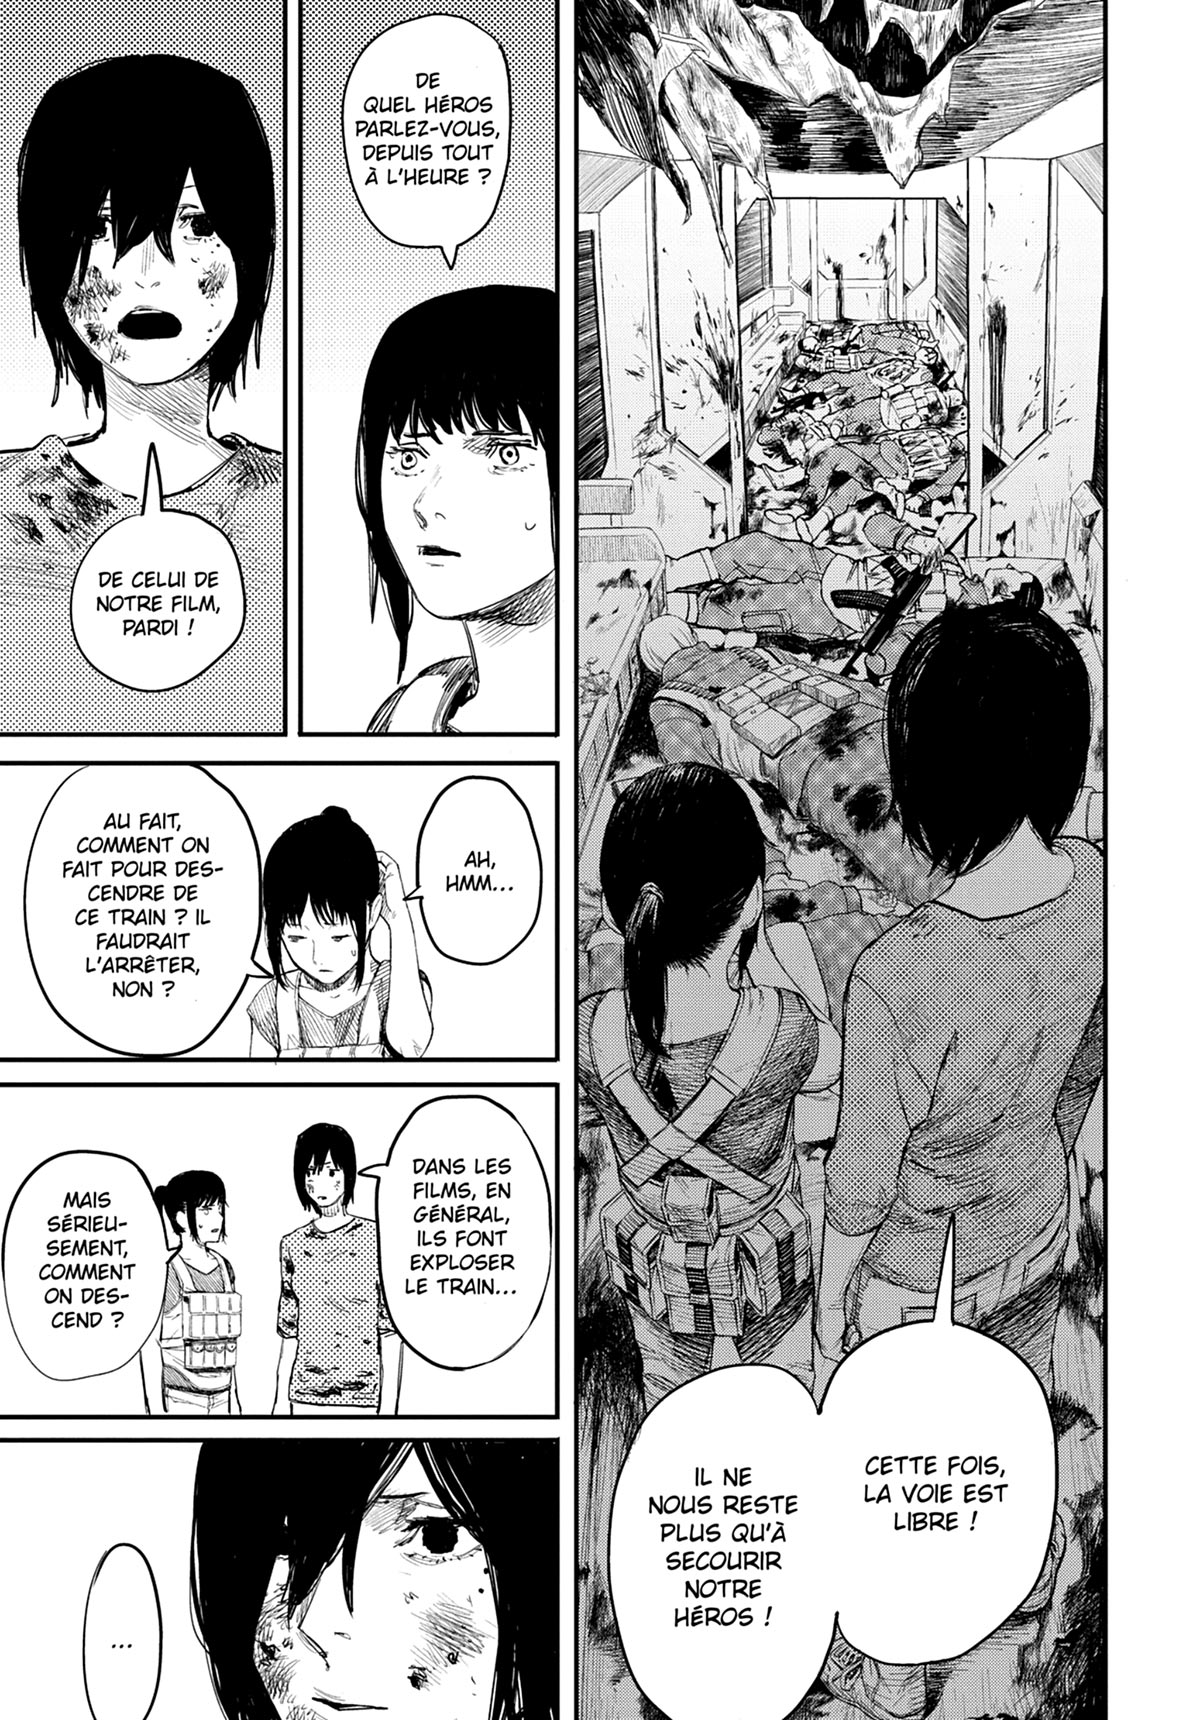 CETTE FOIS,
LA VOIE EST
LIBRE !
IL NE
NOUS RESTE
PLUS QU'À
SECOURIR
NOTRE
HÉROS !
DE
QUEL HÉROS
PARLEZ-VOUS,
DEPUIS TOUT
À L'HEURE ?
DE CELUI DE
NOTRE FILM,
PARDI !
AH,
HMM...
AU FAIT,
COMMENT ON
FAIT POUR DES-
CENDRE DE
CE TRAIN ? IL
FAUDRAIT
L'ARRÊTER,
NON ?
DANS LES
FILMS, EN
GÉNÉRAL,
ILS FONT
EXPLOSER
LE TRAIN...
MAIS
SÉRIEU-
SEMENT,
COMMENT
ON DES-
CEND ?
...